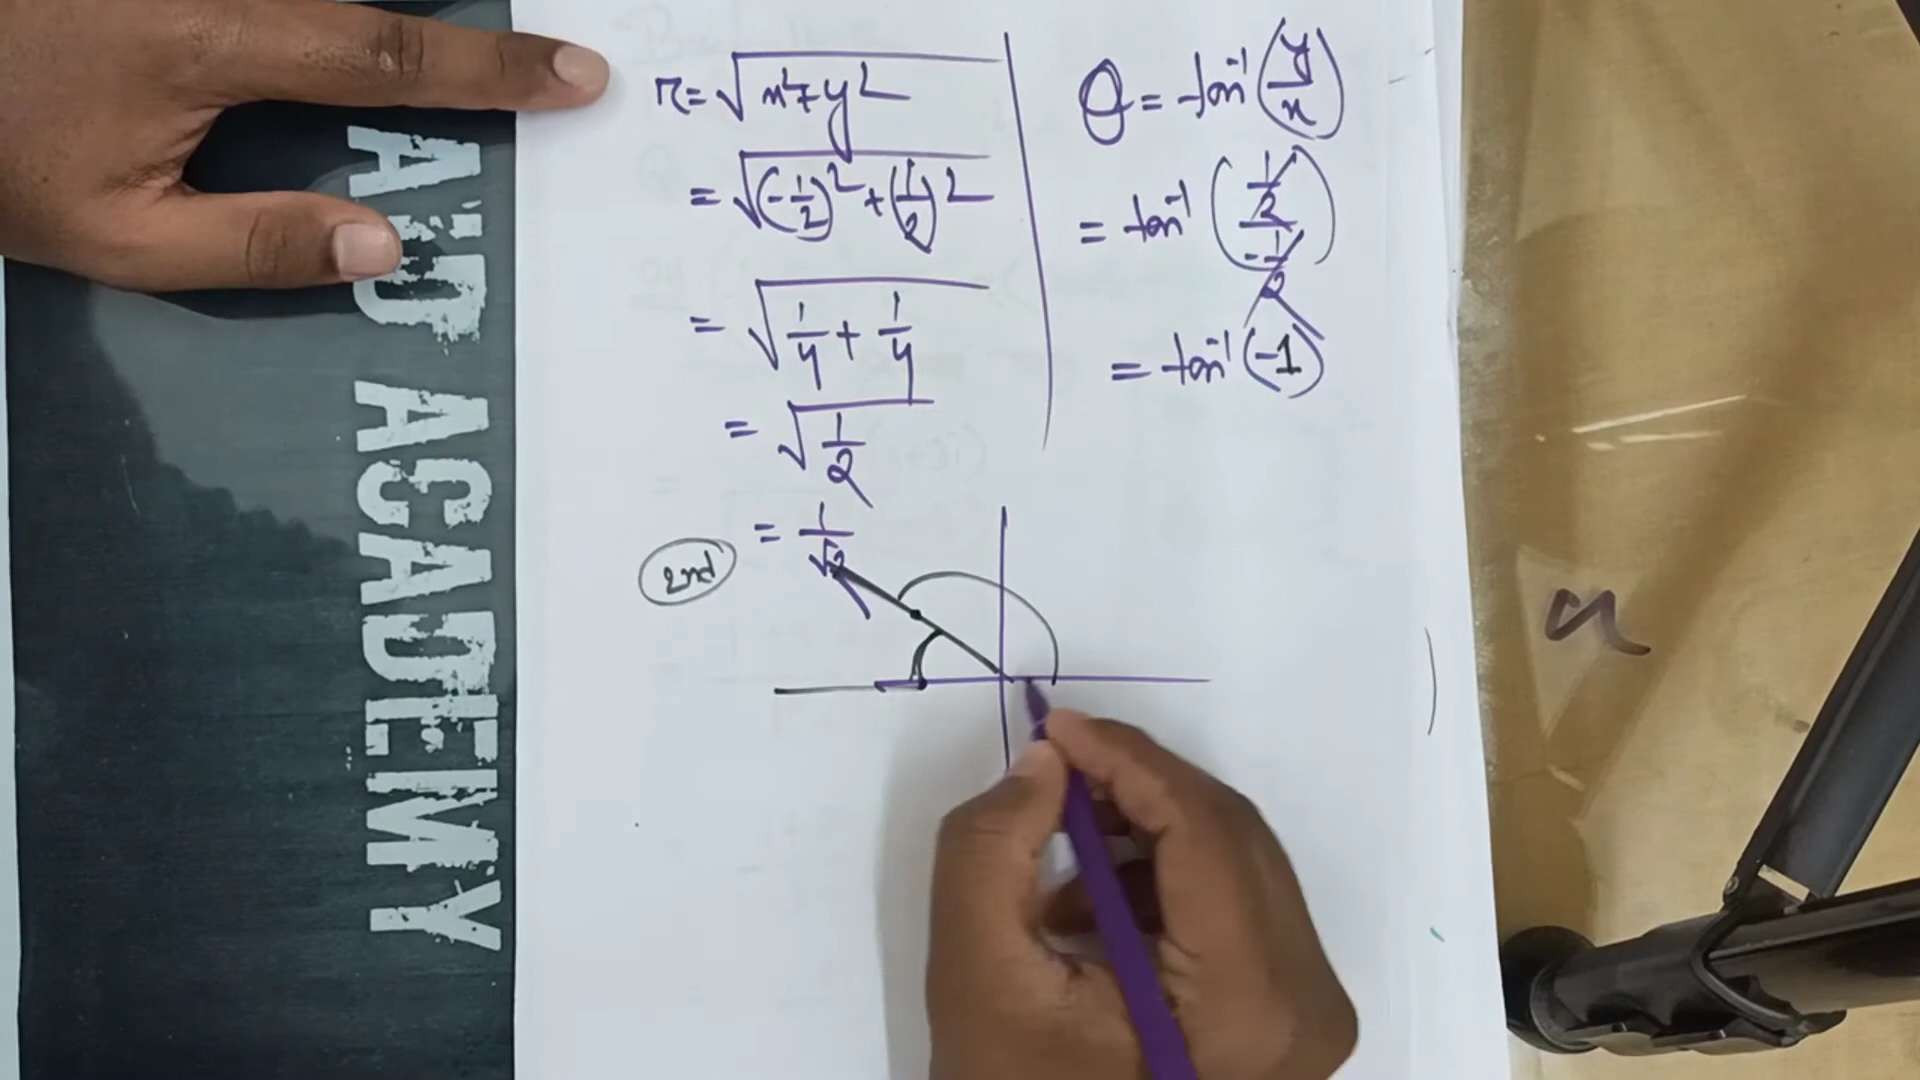 r = √x²+y²
= √(-1/2)² + (1/2)²
= √1/4 + 1/4
= √1/2
= 1/√2
θ = tan⁻¹(y/x)
= tan⁻¹((1/2)/(-1/2))
= tan⁻¹(-1)
2nd
ACADEMY
x